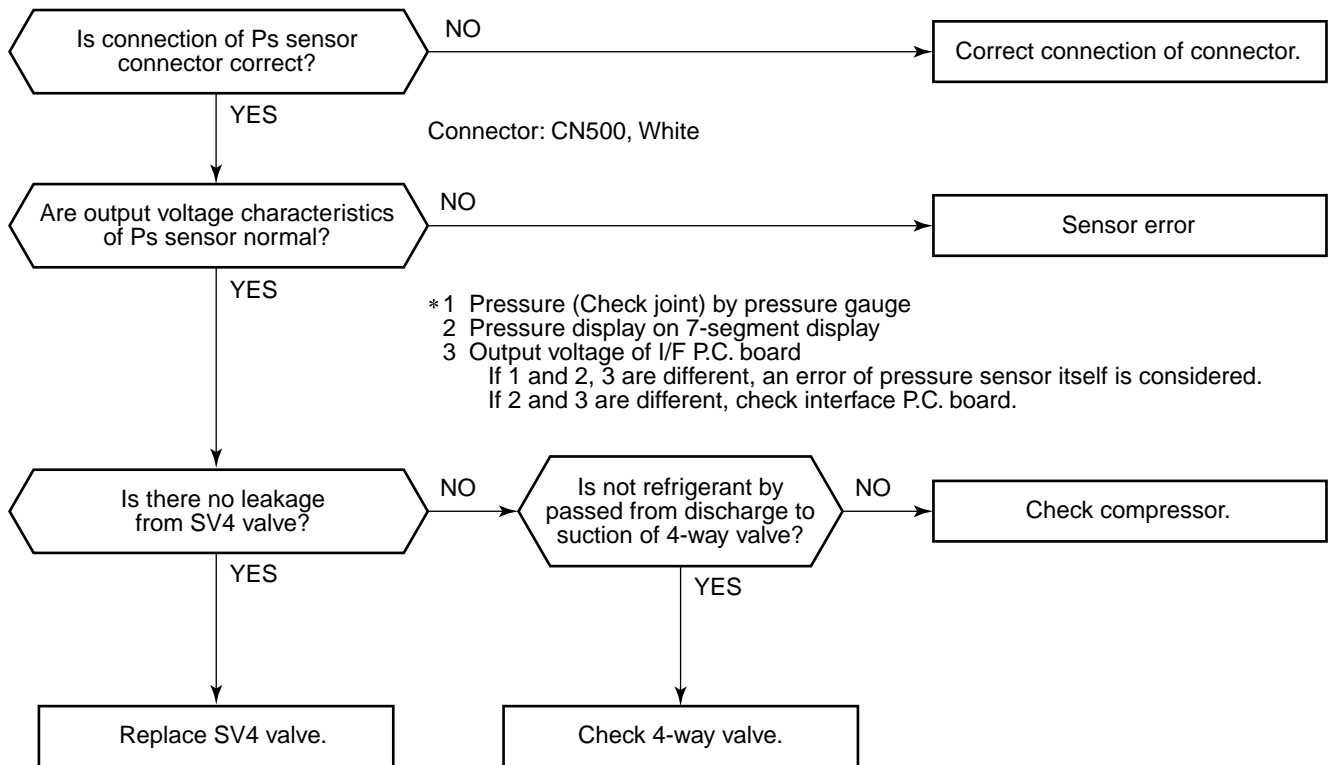 Is connection of Ps sensor
connector correct?
NO
Correct connection of connector.
YES
Connector: CN500, White
Are output voltage characteristics
of Ps sensor normal?
NO
Sensor error
YES
*1 Pressure (Check joint) by pressure gauge
2 Pressure display on 7-segment display
3 Output voltage of I/F P.C. board
If 1 and 2, 3 are different, an error of pressure sensor itself is considered.
If 2 and 3 are different, check interface P.C. board.
Is there no leakage
from SV4 valve?
NO
Is not refrigerant by
passed from discharge to
suction of 4-way valve?
NO
Check compressor.
YES
YES
Replace SV4 valve.
Check 4-way valve.